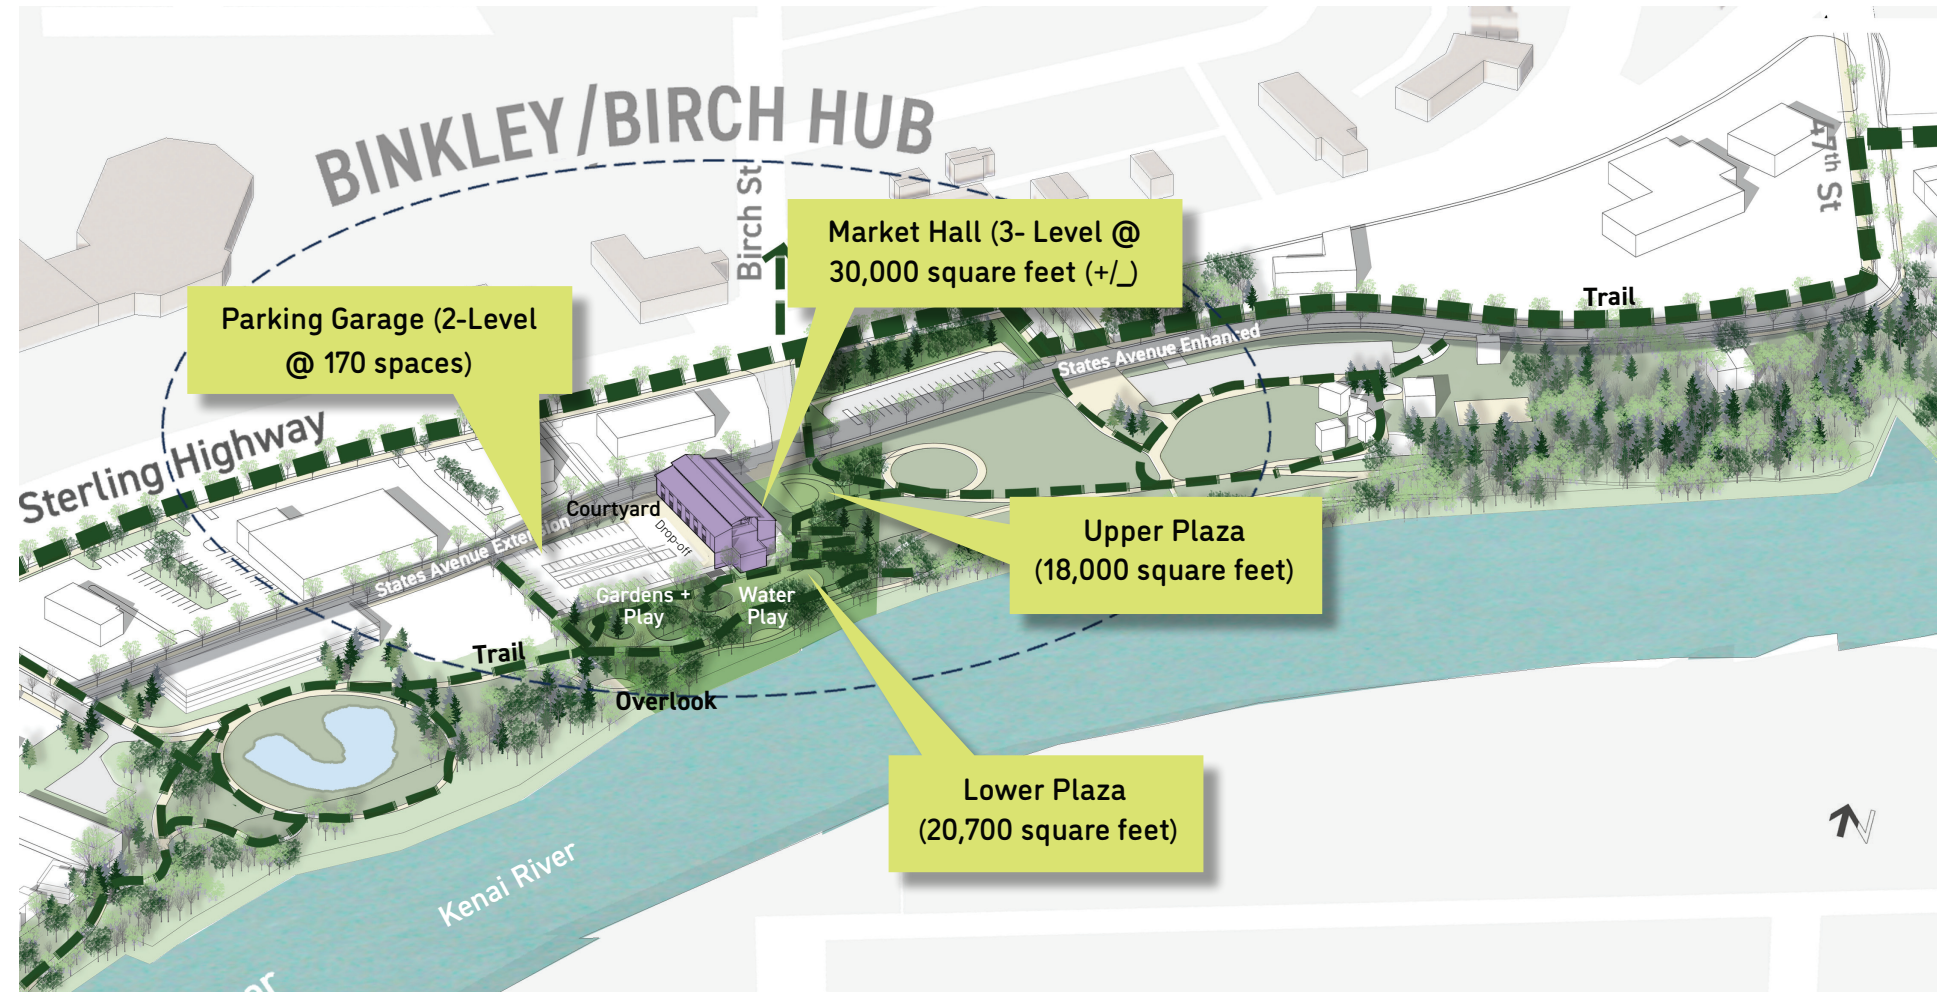 BINKLEY/BIRCH HUB
Birch St
47th St
Market Hall (3- Level @
30,000 square feet (+/_)
Parking Garage (2-Level
@ 170 spaces)
Trail
States Avenue Enhanced
Sterling Highway
Courtyard
Drop-off
States Avenue Extension
Upper Plaza
(18,000 square feet)
Gardens +
Play
Water
Play
Trail
Overlook
Lower Plaza
(20,700 square feet)
Kenai River
N